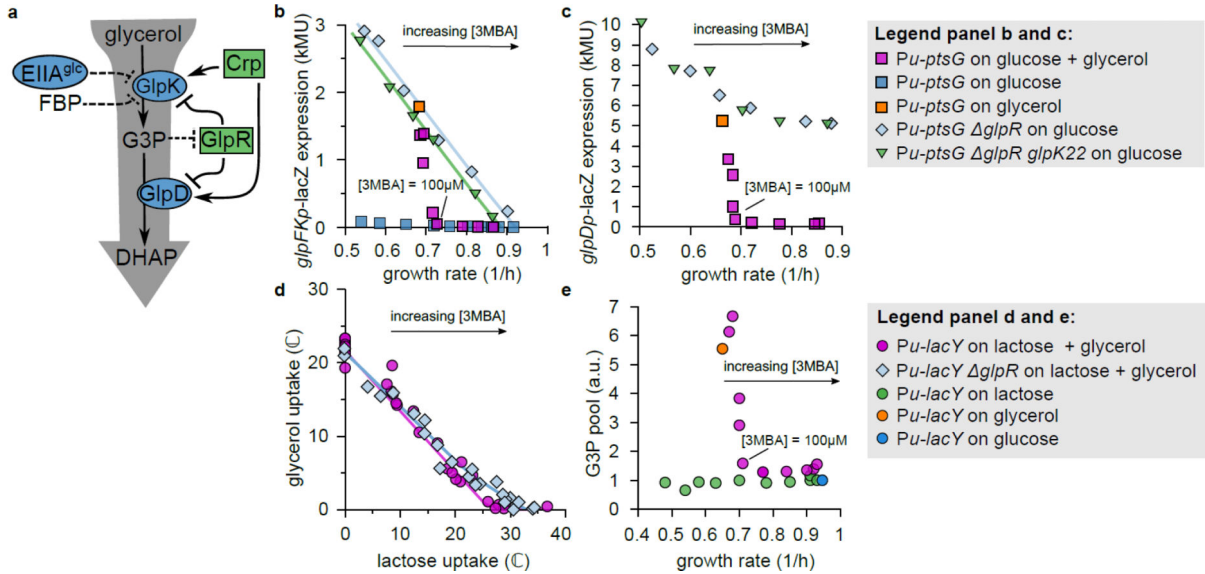 a
glycerol
EIIAglc
Crp
GlpK
FBP
G3P
GlpR
GlpD
DHAP
b
increasing [3MBA]
glpFKp-lacZ expression (kMU)
3
2
1
0
[3MBA] = 100µM
0.5 0.6 0.7 0.8 0.9 1
growth rate (1/h)
c
increasing [3MBA]
glpDp-lacZ expression (kMU)
10
9
8
7
6
5
4
3
2
1
0
[3MBA] = 100µM
0.5 0.6 0.7 0.8 0.9
growth rate (1/h)
Legend panel b and c:
Pu-ptsG on glucose + glycerol
Pu-ptsG on glucose
Pu-ptsG on glycerol
Pu-ptsG ΔglpR on glucose
Pu-ptsG ΔglpR glpK22 on glucose
d
increasing [3MBA]
glycerol uptake (ℂ)
30
20
10
0
0 10 20 30 40
lactose uptake (ℂ)
e
increasing [3MBA]
G3P pool (a.u.)
7
6
5
4
3
2
1
0
[3MBA] = 100µM
0.4 0.5 0.6 0.7 0.8 0.9 1
growth rate (1/h)
Legend panel d and e:
Pu-lacY on lactose + glycerol
Pu-lacY ΔglpR on lactose + glycerol
Pu-lacY on lactose
Pu-lacY on glycerol
Pu-lacY on glucose